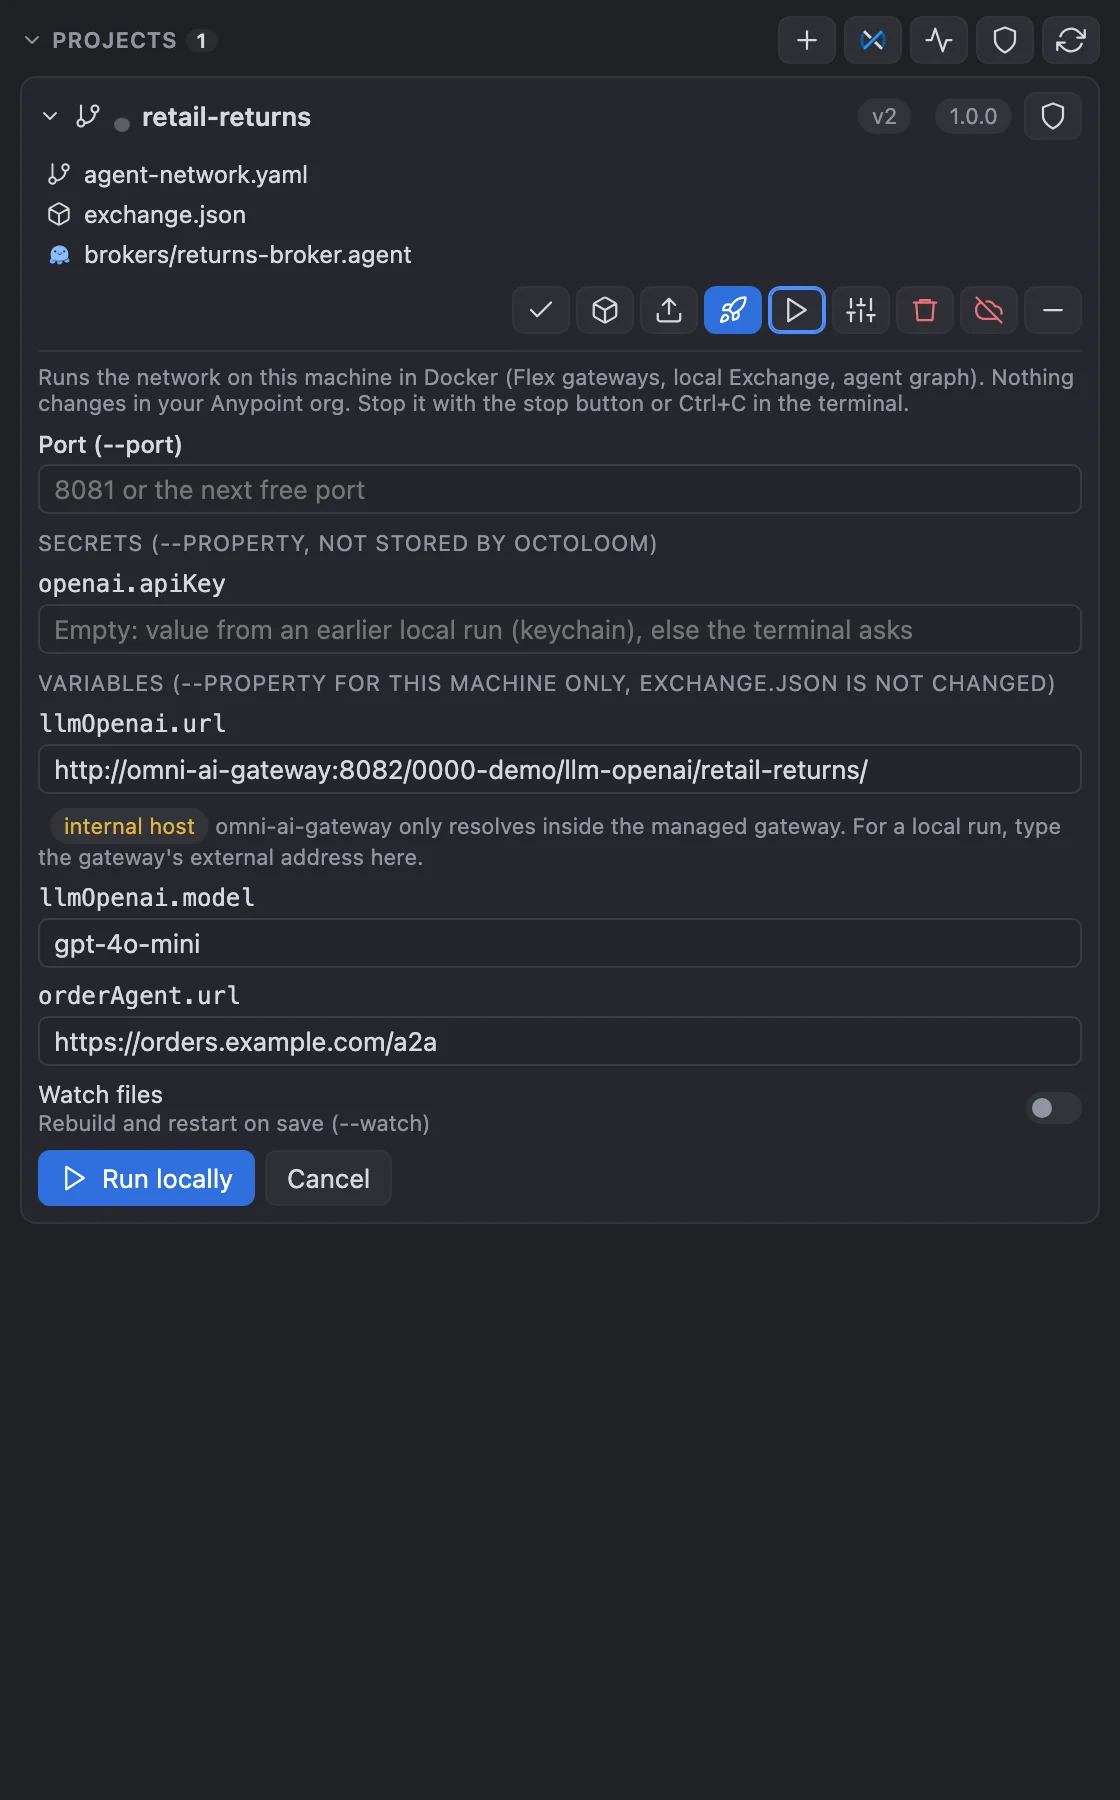 PROJECTS 1
retail-returns v2 1.0.0
agent-network.yaml
exchange.json
brokers/returns-broker.agent
Runs the network on this machine in Docker (Flex gateways, local Exchange, agent graph). Nothing
changes in your Anypoint org. Stop it with the stop button or Ctrl+C in the terminal.
Port (--port)
8081 or the next free port
SECRETS (--PROPERTY, NOT STORED BY OCTOLOOM)
openai.apiKey
Empty: value from an earlier local run (keychain), else the terminal asks
VARIABLES (--PROPERTY FOR THIS MACHINE ONLY, EXCHANGE.JSON IS NOT CHANGED)
llmOpenai.url
http://omni-ai-gateway:8082/0000-demo/llm-openai/retail-returns/
internal host omni-ai-gateway only resolves inside the managed gateway. For a local run, type
the gateway's external address here.
llmOpenai.model
gpt-4o-mini
orderAgent.url
https://orders.example.com/a2a
Watch files
Rebuild and restart on save (--watch)
Run locally Cancel